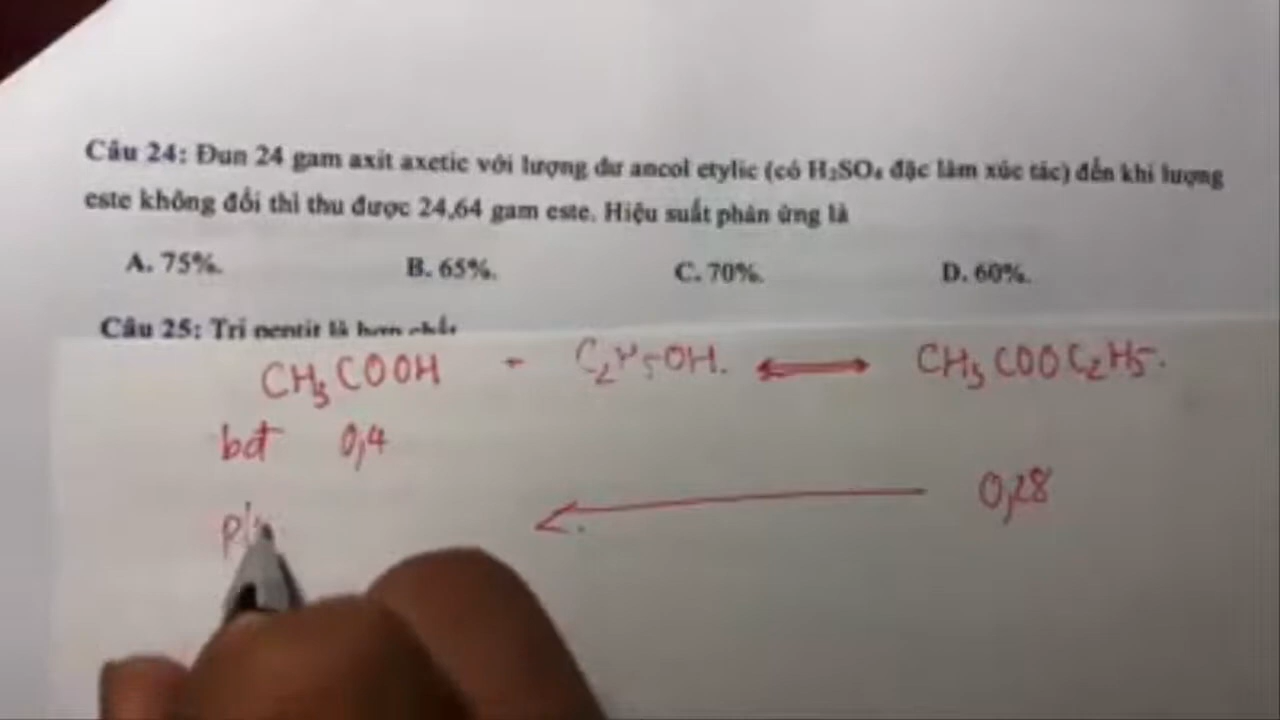 Câu 24: Đun 24 gam axit axetic với lượng dư ancol etylic (có H₂SO₄ đặc làm xúc tác) đến khi lượng
este không đổi thì thu được 24,64 gam este. Hiệu suất phản ứng là
A. 75%. B. 65%. C. 70%. D. 60%.
Câu 25: Tri là hợp chất
CH₃COOH + C₂H₅OH. ⟷ CH₃COOC₂H₅.
bđ 0,4
0,28